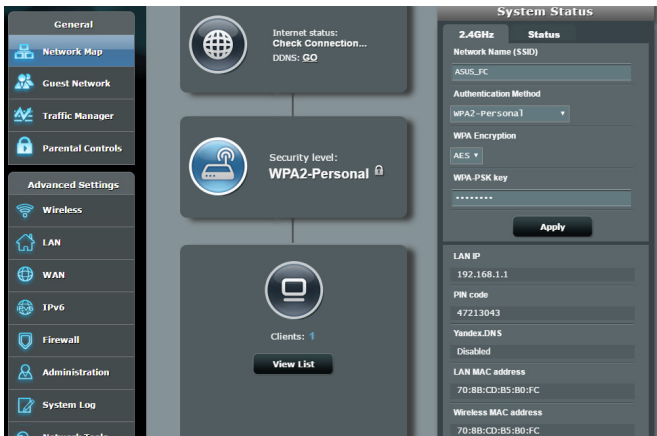 General
Network Map
Guest Network
Traffic Manager
Parental Controls
Advanced Settings
Wireless
LAN
WAN
IPv6
Firewall
Administration
System Log
Network Tools
Internet status:
Check Connection...
DDNS: GO
Security level:
WPA2-Personal
Clients: 1
View List
System Status
2.4GHz Status
Network Name (SSID)
ASUS_FC
Authentication Method
WPA2-Personal
WPA Encryption
AES
WPA-PSK key
••••••••
Apply
LAN IP
192.168.1.1
PIN code
47213043
Yandex.DNS
Disabled
LAN MAC address
70:8B:CD:B5:B0:FC
Wireless MAC address
70:8B:CD:B5:B0:FC